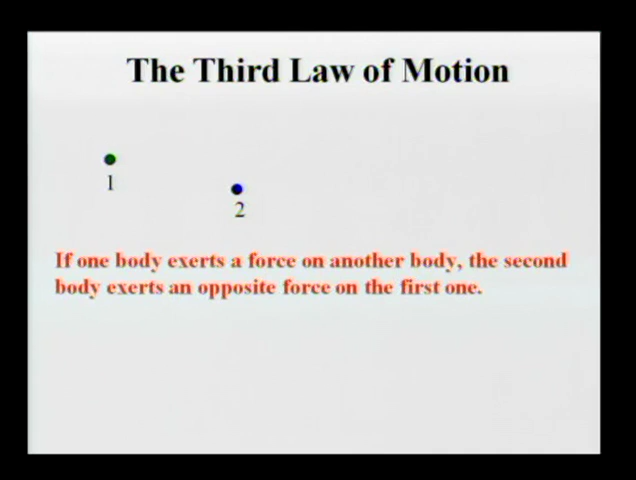 The Third Law of Motion
1
2
If one body exerts a force on another body, the second
body exerts an opposite force on the first one.